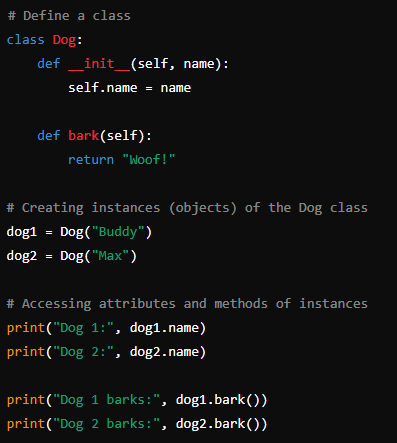 # Define a class
class Dog:
    def __init__(self, name):
        self.name = name
    def bark(self):
        return "Woof!"
# Creating instances (objects) of the Dog class
dog1 = Dog("Buddy")
dog2 = Dog("Max")
# Accessing attributes and methods of instances
print("Dog 1:", dog1.name)
print("Dog 2:", dog2.name)
print("Dog 1 barks:", dog1.bark())
print("Dog 2 barks:", dog2.bark())